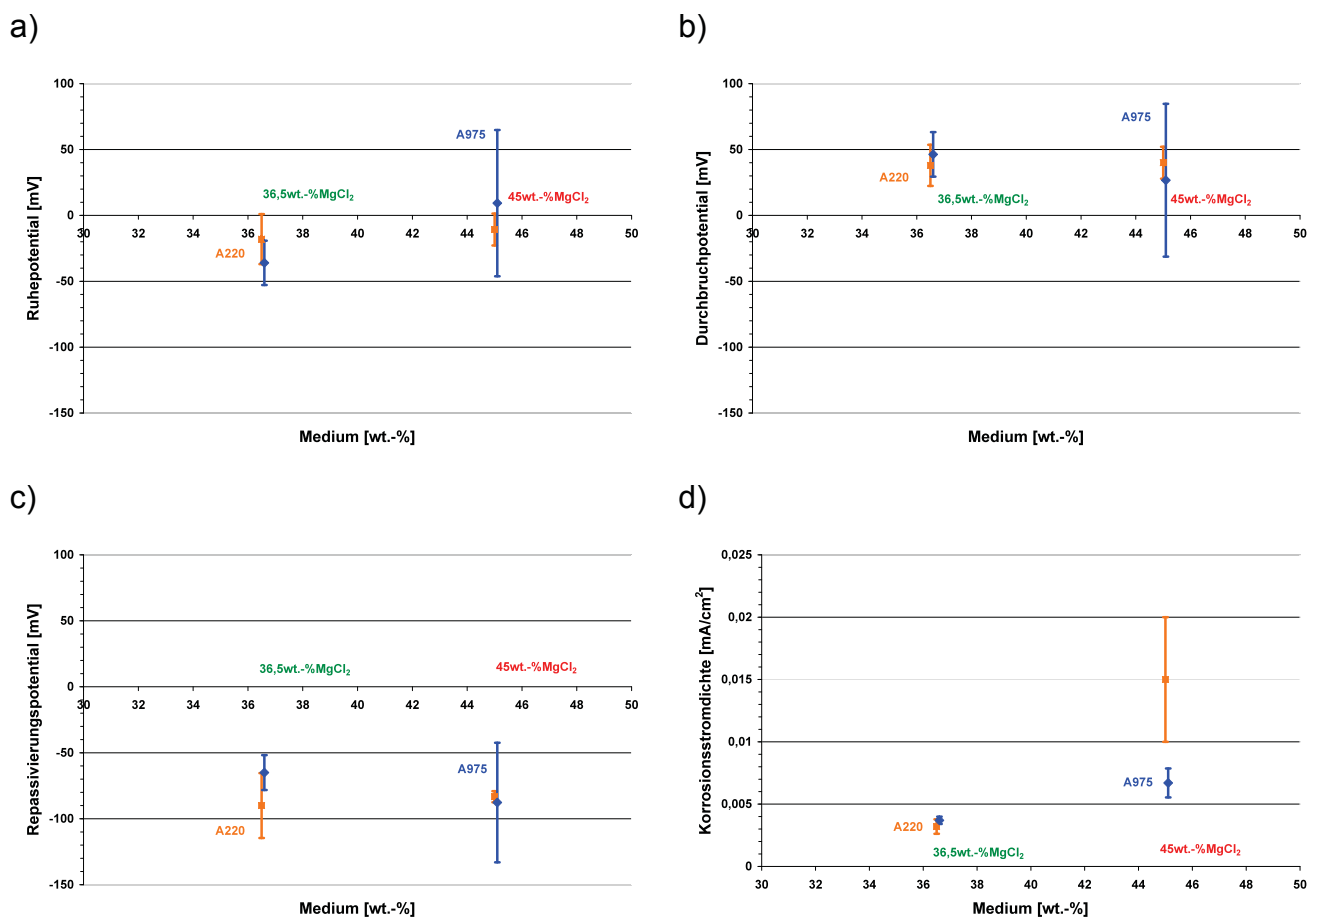 a)
100
50
0
-50
-100
-150
30 32 34 36 38 40 42 44 46 48 50
Ruhepotential [mV]
Medium [wt.-%]
A975
36,5wt.-%MgCl₂
45wt.-%MgCl₂
A220
b)
100
50
0
-50
-100
-150
30 32 34 36 38 40 42 44 46 48 50
Durchbruchpotential [mV]
Medium [wt.-%]
A975
A220
36,5wt.-%MgCl₂
45wt.-%MgCl₂
c)
100
50
0
-50
-100
-150
30 32 34 36 38 40 42 44 46 48 50
Repassivierungspotential [mV]
Medium [wt.-%]
36,5wt.-%MgCl₂
45wt.-%MgCl₂
A975
A220
d)
0,025
0,02
0,015
0,01
0,005
0
30 32 34 36 38 40 42 44 46 48 50
Korrosionsstromdichte [mA/cm²]
Medium [wt.-%]
A975
A220
36,5wt.-%MgCl₂
45wt.-%MgCl₂